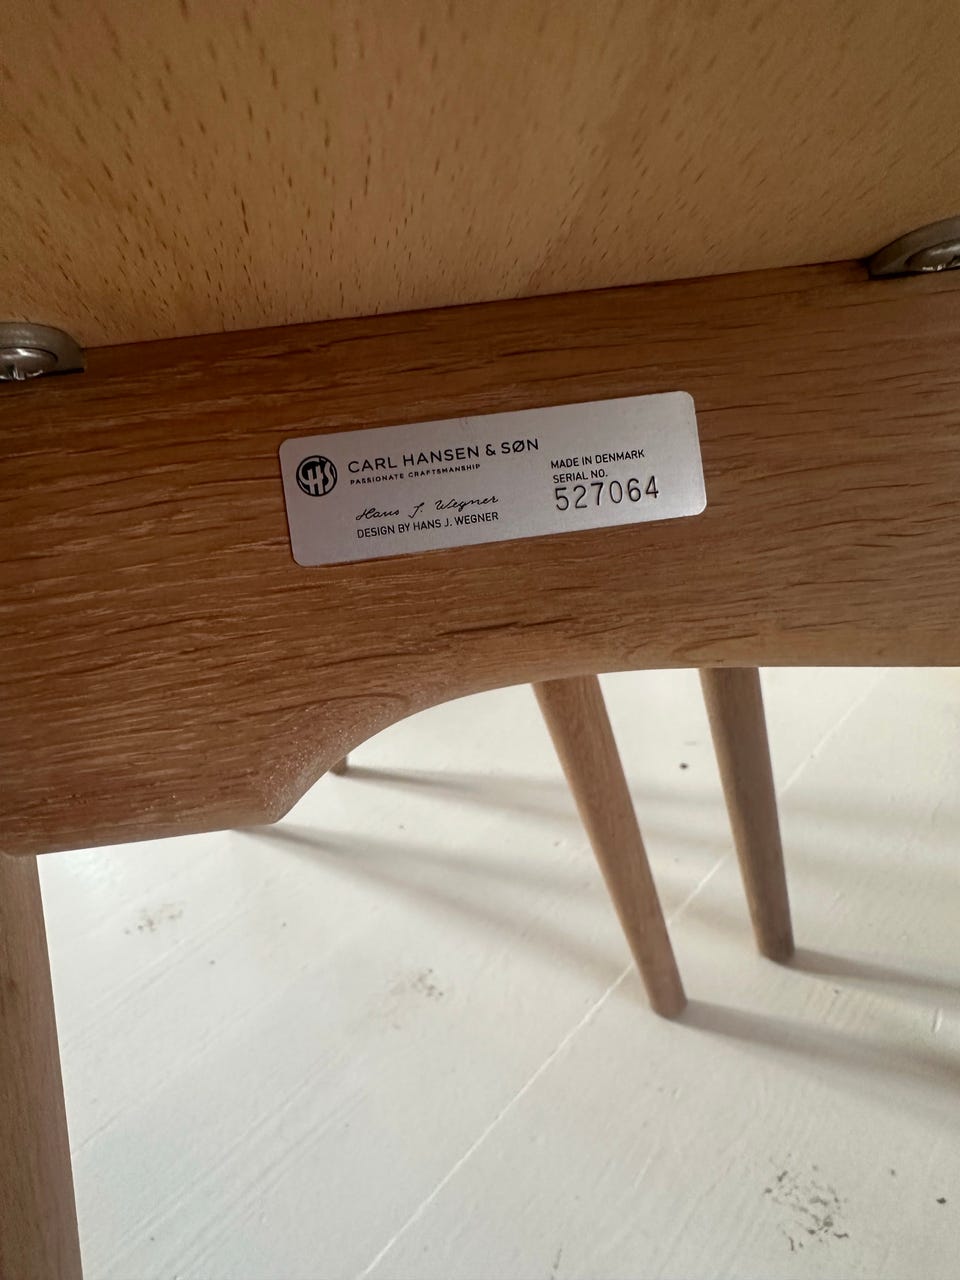 CHS
CARL HANSEN & SØN
PASSIONATE CRAFTSMANSHIP
Hans J. Wegner
DESIGN BY HANS J. WEGNER
MADE IN DENMARK
SERIAL NO.
527064